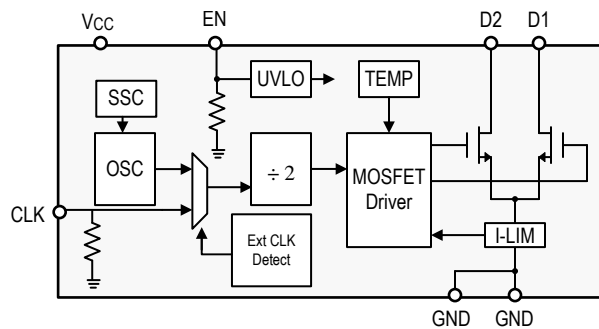 VCC
EN
D2
D1
SSC
UVLO
TEMP
OSC
÷ 2
MOSFET
Driver
CLK
Ext CLK
Detect
I-LIM
GND
GND